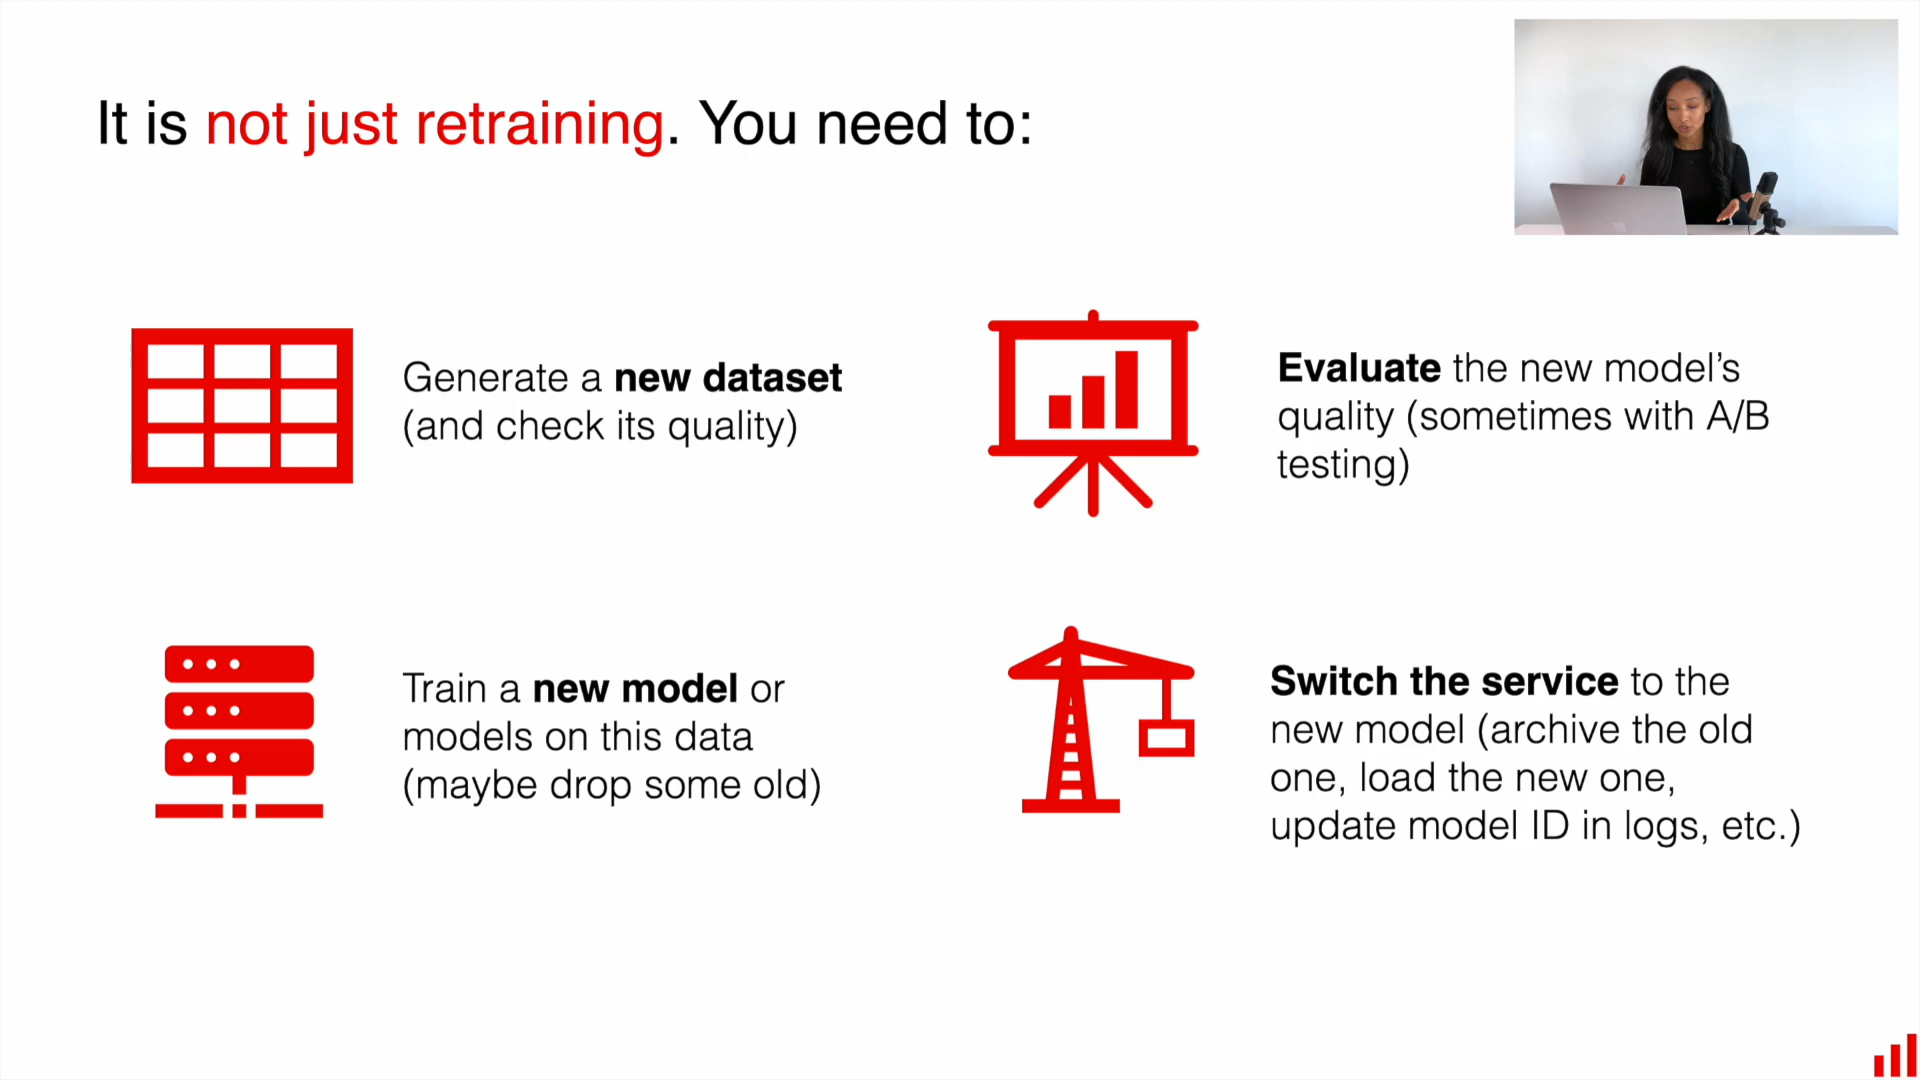 It is not just retraining. You need to:
Generate a new dataset
(and check its quality)
Evaluate the new model’s
quality (sometimes with A/B
testing)
Train a new model or
models on this data
(maybe drop some old)
Switch the service to the
new model (archive the old
one, load the new one,
update model ID in logs, etc.)